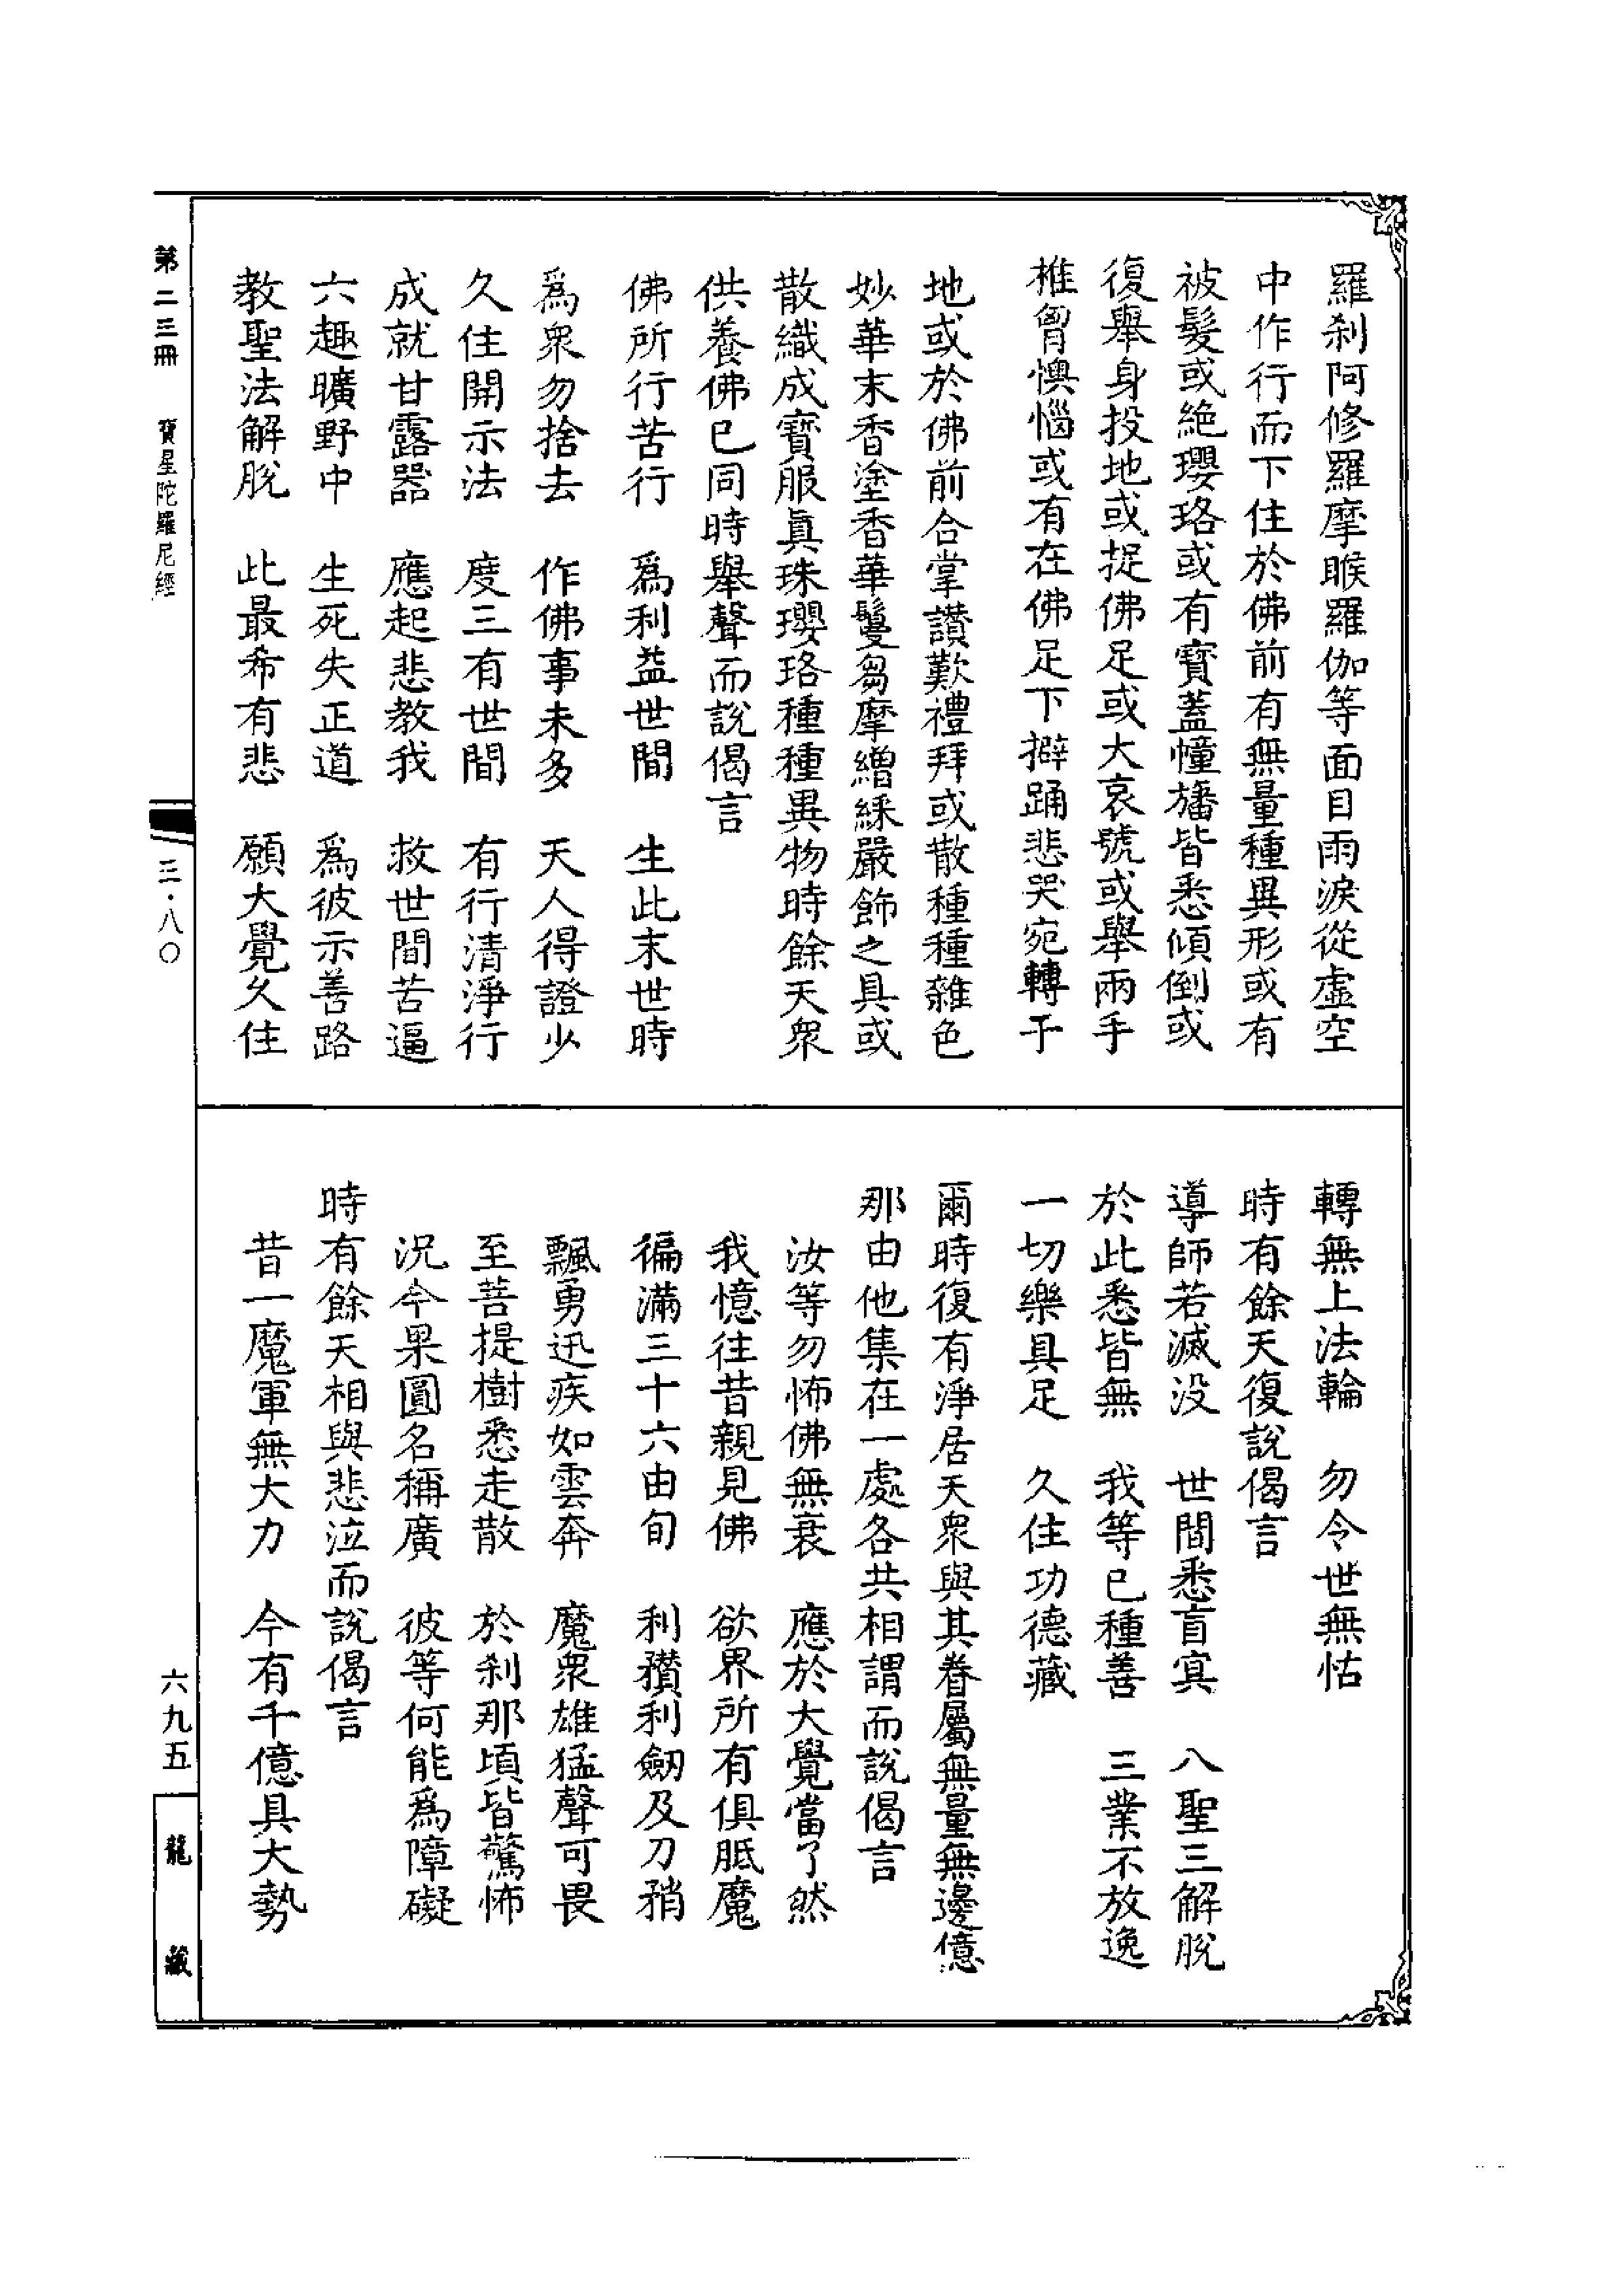 羅刹阿修羅摩睺羅伽等面目雨淚從虛空
中作行而下住於佛前有無量種異形或有
被髮或絶瓔珞或有寶蓋幢旛皆悉傾倒或
復舉身投地或捉佛足或大哀號或舉兩手
椎胷懊惱或有在佛足下擗踊悲哭宛轉于
地或於佛前合掌讚歎禮拜或散種種雜色
妙華末香塗香華鬘芻摩繒綵嚴飾之具或
散織成寶服眞珠瓔珞種種異物時餘天衆
供養佛已同時舉聲而說偈言
佛所行苦行　爲利益世間　生此末世時
爲衆勿捨去　作佛事未多　天人得證少
久住開示法　度三有世間　有行清淨行
成就甘露器　應起悲教我　救世間苦逼
六趣曠野中　生死失正道　爲彼示善路
教聖法解脫　此最希有悲　願大覺久住
轉無上法輪　勿令世無怙
時有餘天復說偈言
導師若滅没　世間悉盲冥　八聖三解脫
於此悉皆無　我等已種善　三業不放逸
一切樂具足　久住功德藏
爾時復有淨居天衆與其眷屬無量無邊億
那由他集在一處各共相謂而說偈言
汝等勿怖佛無衰　應於大覺當了然
我憶往昔親見佛　欲界所有俱胝魔
徧滿三十六由旬　利䂎利劒及刀矟
飄勇迅疾如雲奔　魔衆雄猛聲可畏
至菩提樹悉走散　於刹那頃皆驚怖
況今果圓名稱廣　彼等何能爲障礙
時有餘天相與悲泣而說偈言
昔一魔軍無大力　今有千億具大勢
第二三冊　寶星陀羅尼經　三·八〇　六九五　龍藏